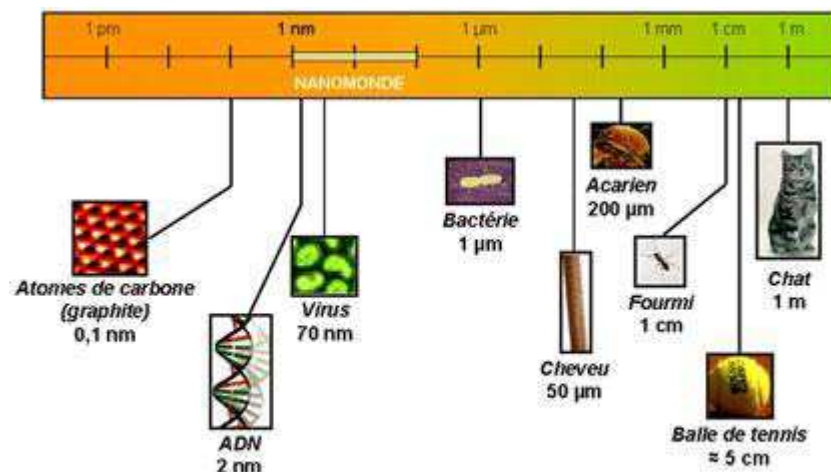 1 pm
1 nm
1 µm
1 mm
1 cm
1 m
NANOMONDE
Atomes de carbone
(graphite)
0,1 nm
ADN
2 nm
Virus
70 nm
Bactérie
1 µm
Cheveu
50 µm
Acarien
200 µm
Fourmi
1 cm
Balle de tennis
≈ 5 cm
Chat
1 m